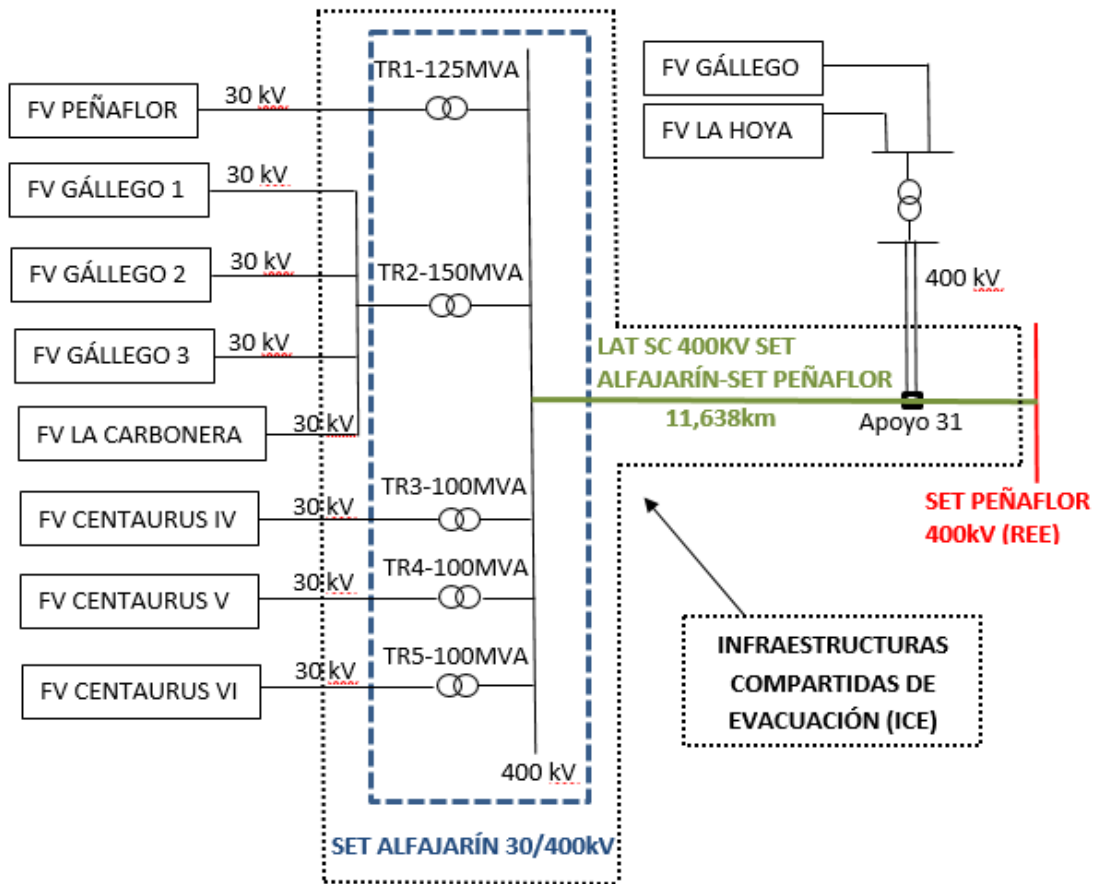 TR1-125MVA
FV PEÑAFLOR
30 kV
FV GÁLLEGO 1
30 kV
FV GÁLLEGO 2
30 kV
TR2-150MVA
FV GÁLLEGO 3
30 kV
FV LA CARBONERA
30 kV
FV CENTAURUS IV
30 kV
TR3-100MVA
FV CENTAURUS V
30 kV
TR4-100MVA
FV CENTAURUS VI
30 kV
TR5-100MVA
400 kV
SET ALFAJARÍN 30/400kV
FV GÁLLEGO
FV LA HOYA
400 kV
LAT SC 400KV SET
ALFAJARÍN-SET PEÑAFLOR
11,638km
Apoyo 31
SET PEÑAFLOR
400kV (REE)
INFRAESTRUCTURAS
COMPARTIDAS DE
EVACUACIÓN (ICE)